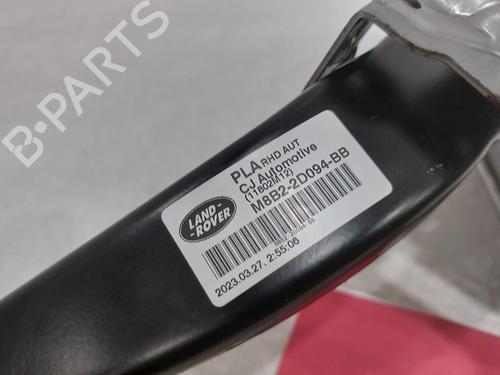 B-PARTS
PLA RHD AUT
CJ Automotive
(11802M12)
M8B2-2D094-BB
LAND-
-ROVER
2023.03.27. 2:55:06